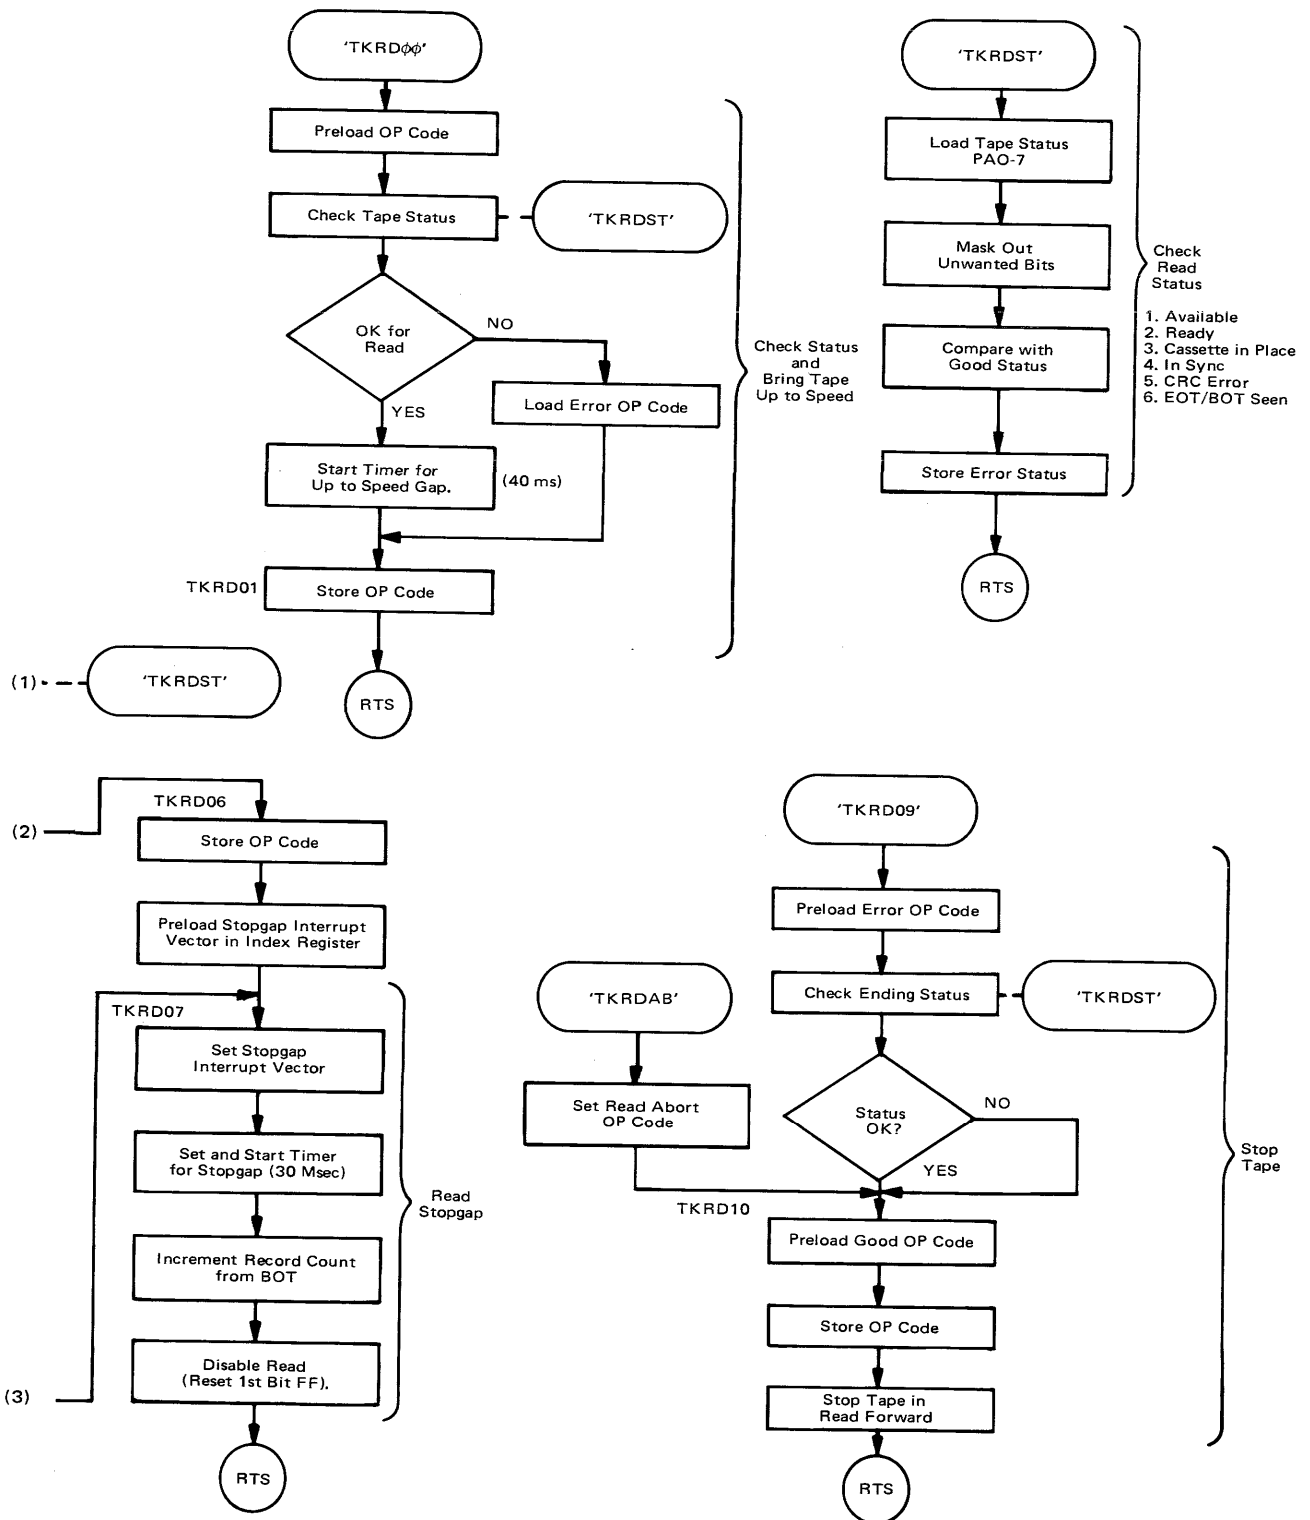 'TKRDϕϕ'
Preload OP Code
Check Tape Status
'TKRDST'
OK for
Read
NO
YES
Load Error OP Code
Start Timer for
Up to Speed Gap.
(40 ms)
TKRD01
Store OP Code
RTS
Check Status
and
Bring Tape
Up to Speed
'TKRDST'
Load Tape Status
PAO-7
Mask Out
Unwanted Bits
Compare with
Good Status
Store Error Status
RTS
Check
Read
Status
1. Available
2. Ready
3. Cassette in Place
4. In Sync
5. CRC Error
6. EOT/BOT Seen
(1)
'TKRDST'
(2)
TKRD06
Store OP Code
Preload Stopgap Interrupt
Vector in Index Register
TKRD07
Set Stopgap
Interrupt Vector
Set and Start Timer
for Stopgap (30 Msec)
Increment Record Count
from BOT
Disable Read
(Reset 1st Bit FF).
(3)
RTS
Read
Stopgap
'TKRD09'
Preload Error OP Code
Check Ending Status
'TKRDST'
'TKRDAB'
Set Read Abort
OP Code
Status
OK?
NO
YES
TKRD10
Preload Good OP Code
Store OP Code
Stop Tape in
Read Forward
RTS
Stop
Tape